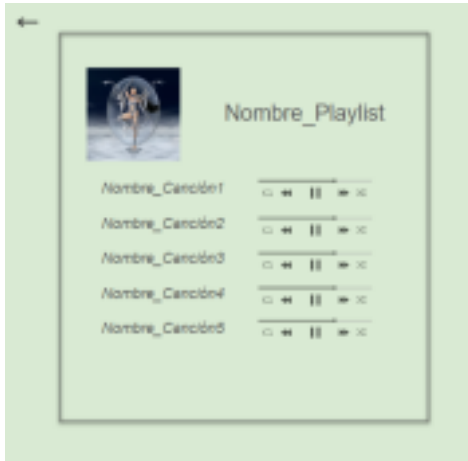 Nombre_Playlist
Nombre_Canción1
Nombre_Canción2
Nombre_Canción3
Nombre_Canción4
Nombre_Canción5